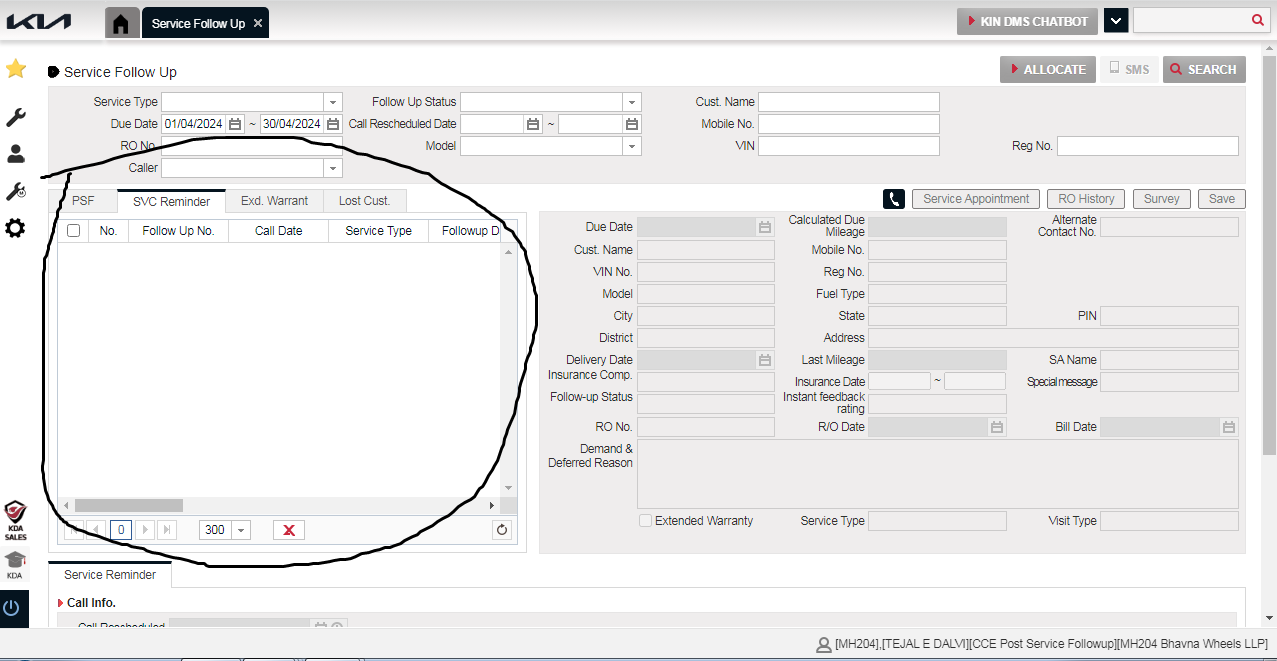 KIA
Service Follow Up ×
KIN DMS CHATBOT
Service Follow Up
ALLOCATE
SMS
SEARCH
Service Type
Follow Up Status
Cust. Name
Due Date 01/04/2024 ~ 30/04/2024
Call Rescheduled Date ~
Mobile No.
RO No.
Model
VIN
Reg No.
Caller
PSF
SVC Reminder
Exd. Warrant
Lost Cust.
Service Appointment
RO History
Survey
Save
No.
Follow Up No.
Call Date
Service Type
Followup D
0
300
X
Due Date
Calculated Due
Mileage
Alternate
Contact No.
Cust. Name
Mobile No.
VIN No.
Reg No.
Model
Fuel Type
City
State
PIN
District
Address
Delivery Date
Last Mileage
SA Name
Insurance Comp.
Insurance Date ~
Special message
Follow-up Status
Instant feedback
rating
RO No.
R/O Date
Bill Date
Demand &
Deferred Reason
Extended Warranty
Service Type
Visit Type
KDA
SALES
KDA
Service Reminder
Call Info.
Call Rescheduled
[MH204],[TEJAL E DALVI][CCE Post Service Followup][MH204 Bhavna Wheels LLP]